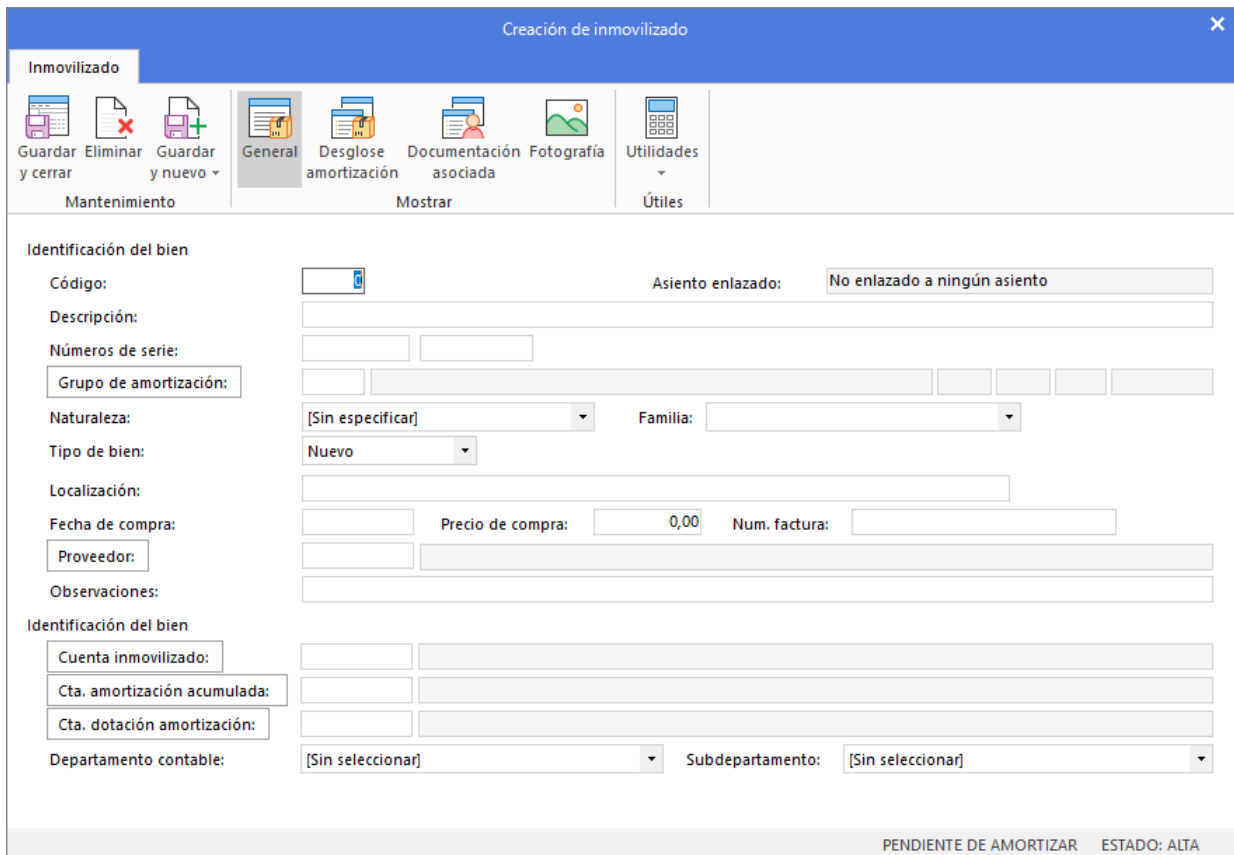 Creación de inmovilizado
Inmovilizado
Guardar y cerrar
Eliminar
Guardar y nuevo
General
Desglose amortización
Documentación asociada
Fotografía
Utilidades
Mantenimiento
Mostrar
Útiles
Identificación del bien
Código:
Asiento enlazado: No enlazado a ningún asiento
Descripción:
Números de serie:
Grupo de amortización:
Naturaleza: [Sin especificar] Familia:
Tipo de bien: Nuevo
Localización:
Fecha de compra: Precio de compra: 0,00 Num. factura:
Proveedor:
Observaciones:
Identificación del bien
Cuenta inmovilizado:
Cta. amortización acumulada:
Cta. dotación amortización:
Departamento contable: [Sin seleccionar] Subdepartamento: [Sin seleccionar]
PENDIENTE DE AMORTIZAR ESTADO: ALTA